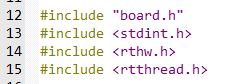 12 #include "board.h"
13 #include <stdint.h>
14 #include <rthw.h>
15 #include <rtthread.h>